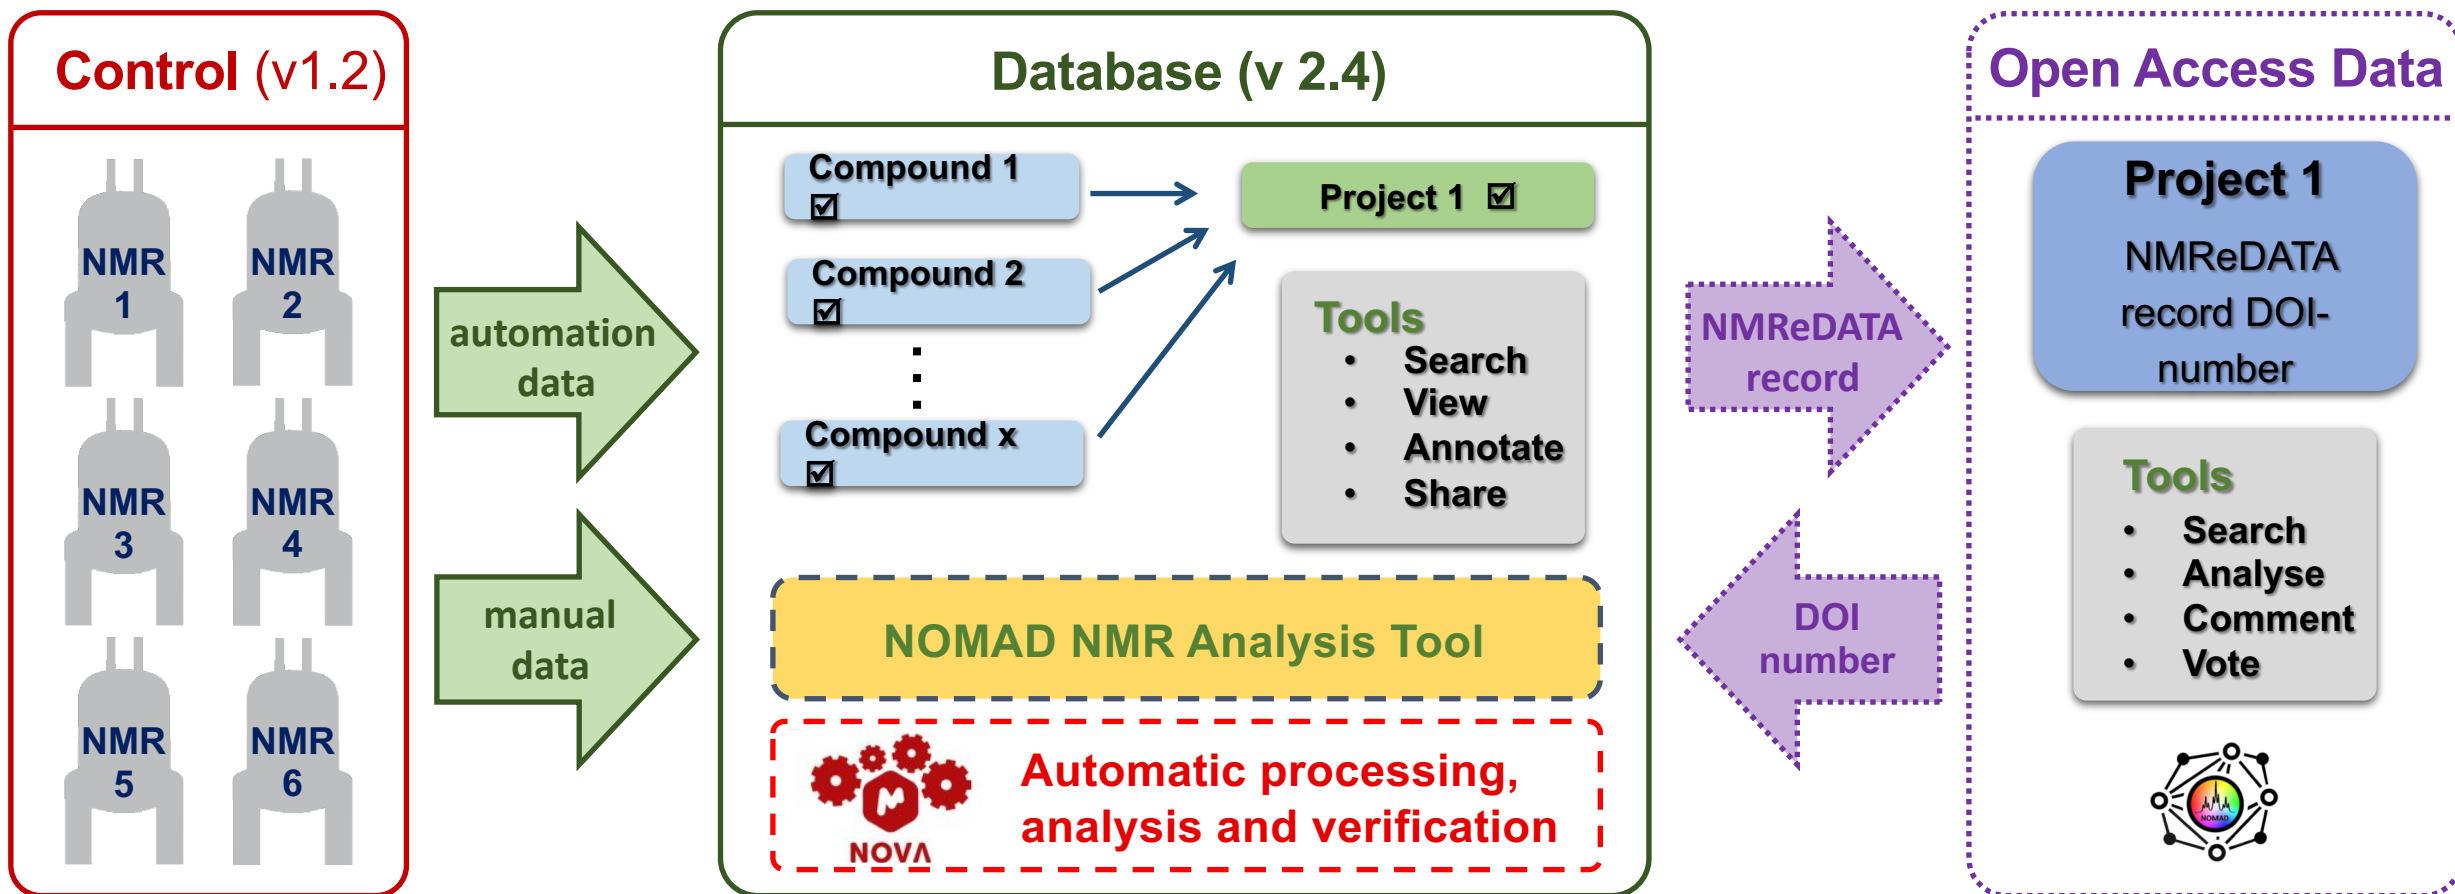 Control (v1.2)
NMR
1
NMR
2
NMR
3
NMR
4
NMR
5
NMR
6
automation
data
manual
data
Database (v 2.4)
Compound 1
☑
Compound 2
☑
Compound x
☑
Project 1 ☑
Tools
• Search
• View
• Annotate
• Share
NOMAD NMR Analysis Tool
NOVA
Automatic processing,
analysis and verification
NMReDATA
record
DOI
number
Open Access Data
Project 1
NMReDATA
record DOI-
number
Tools
• Search
• Analyse
• Comment
• Vote
NOMAD